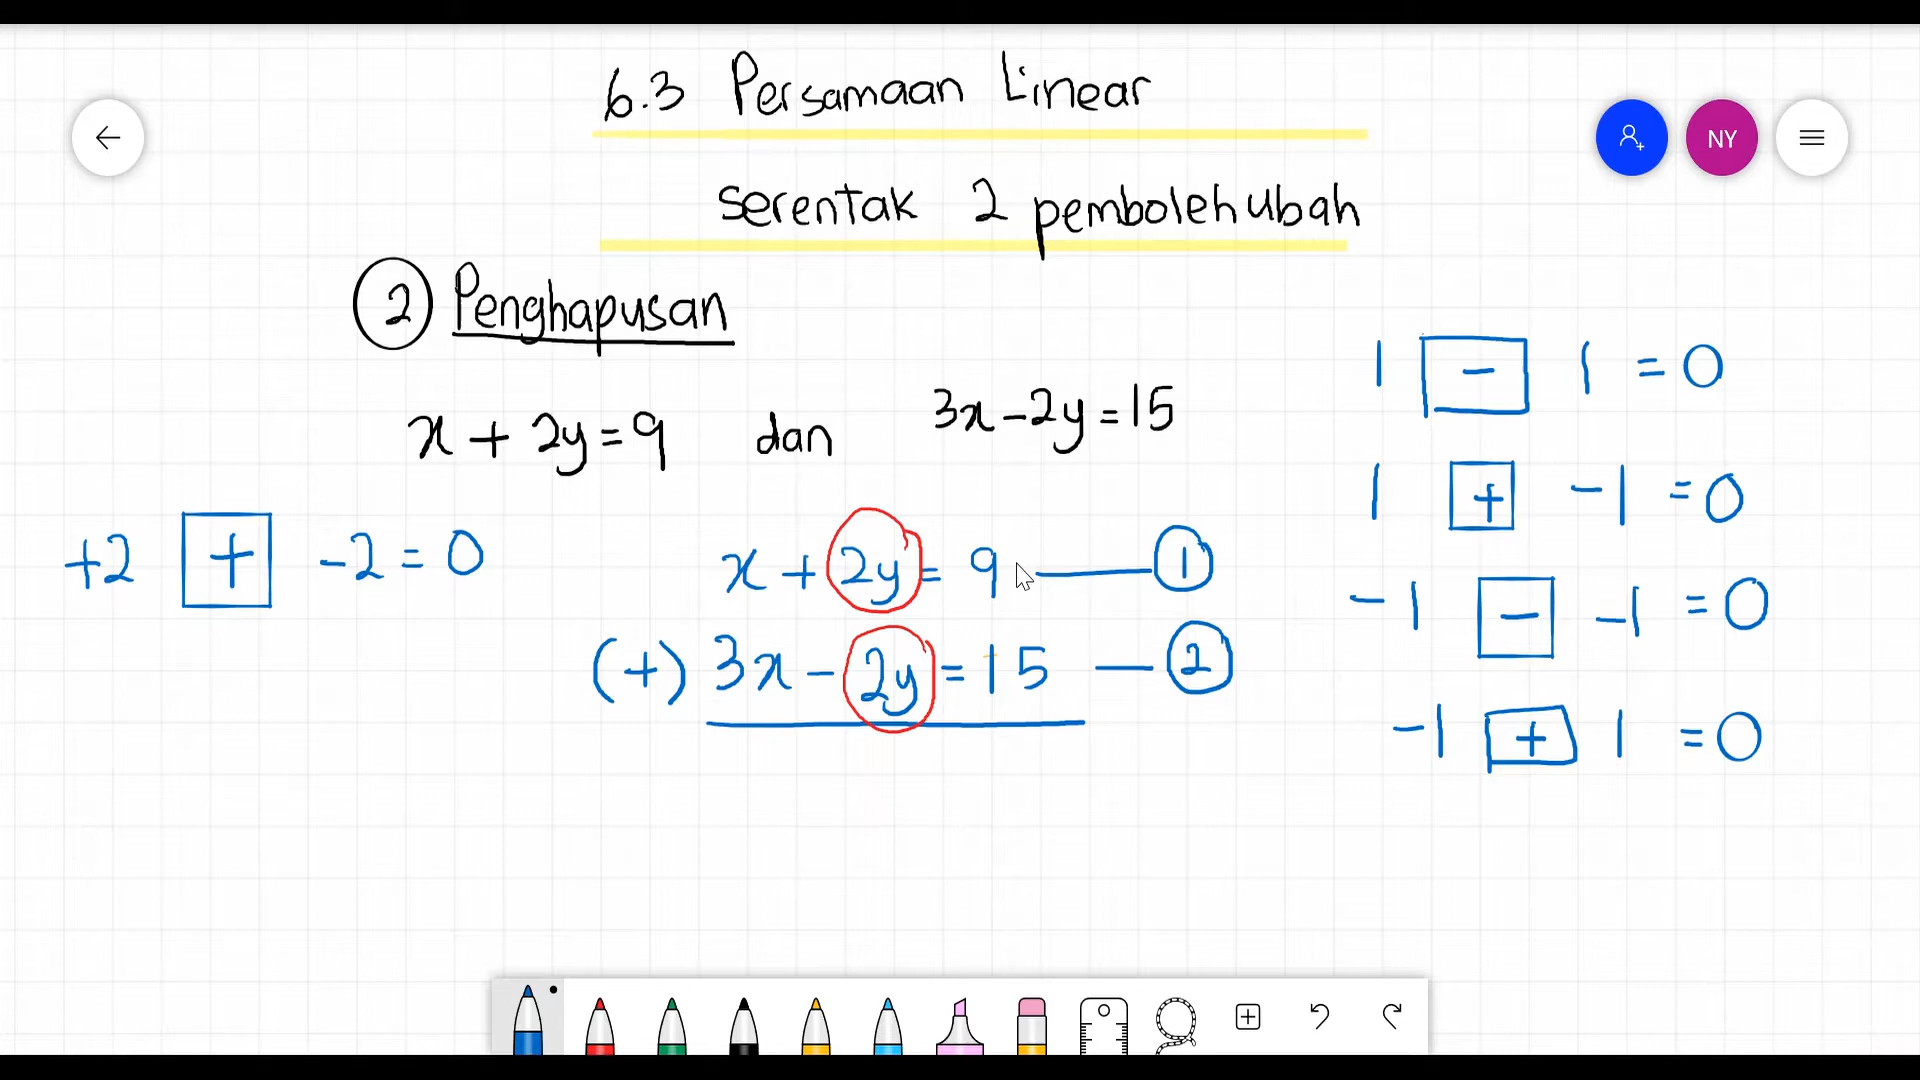 6.3 Persamaan Linear
serentak 2 pembolehubah
NY
2 Penghapusan
x + 2y = 9 dan 3x - 2y = 15
+2 + -2 = 0
x + 2y = 9 — 1
(+) 3x - 2y = 15 — 2
1 - 1 = 0
1 + -1 = 0
-1 - -1 = 0
-1 + 1 = 0